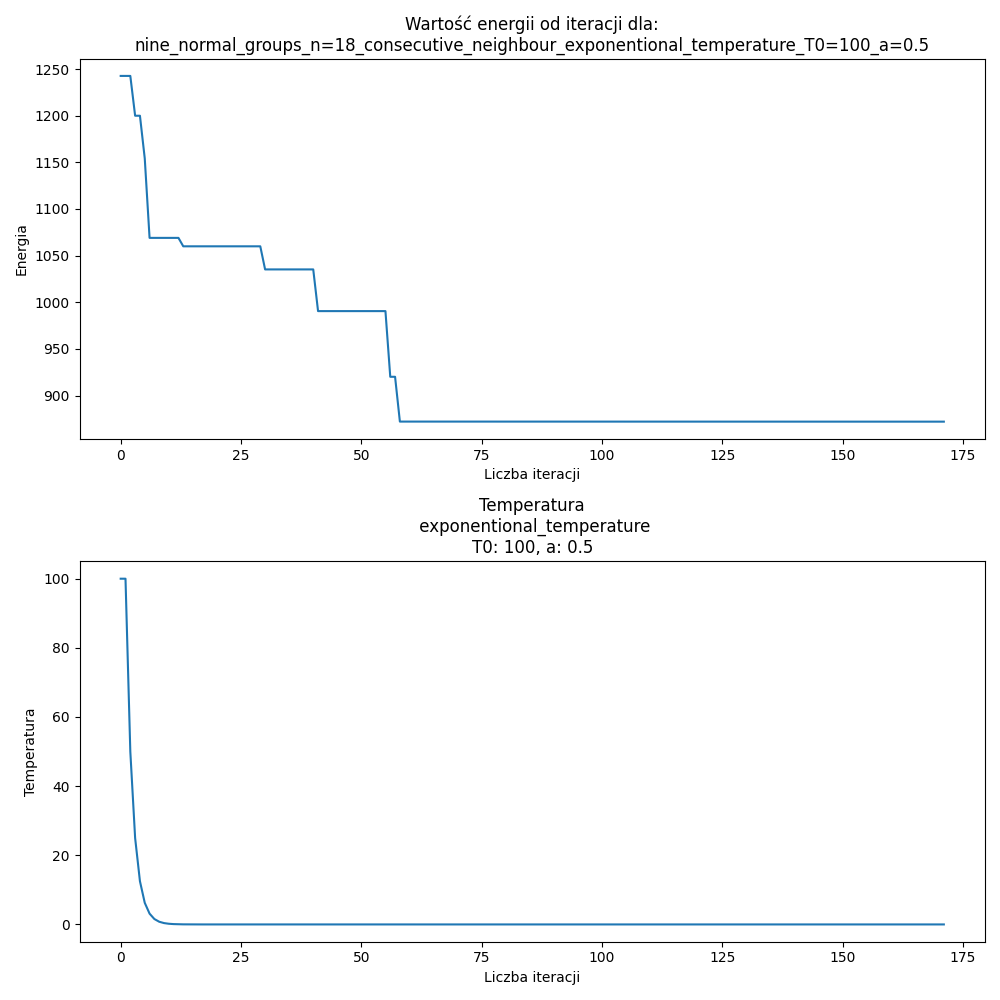 Wartość energii od iteracji dla:
nine_normal_groups_n=18_consecutive_neighbour_exponentional_temperature_T0=100_a=0.5
1250
1200
1150
1100
1050
1000
950
900
Energia
0 25 50 75 100 125 150 175
Liczba iteracji
Temperatura
exponentional_temperature
T0: 100, a: 0.5
100
80
60
40
20
0
Temperatura
0 25 50 75 100 125 150 175
Liczba iteracji